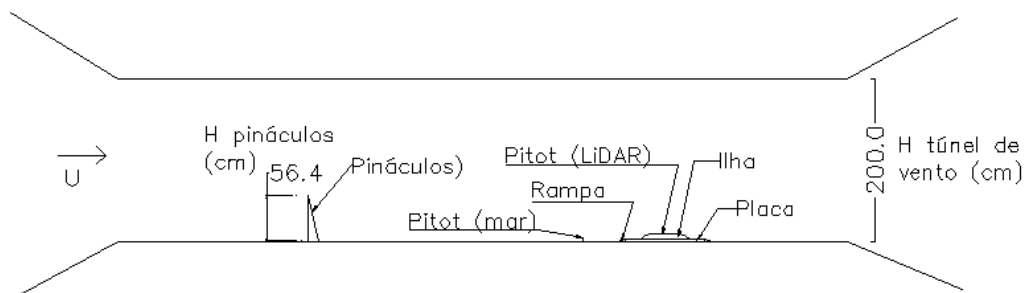 H pináculos
(cm)
56.4
Pináculos)
U
Pitot (LiDAR)
Ilha
Rampa
Placa
Pitot (mar)
200.0
H túnel de
vento (cm)